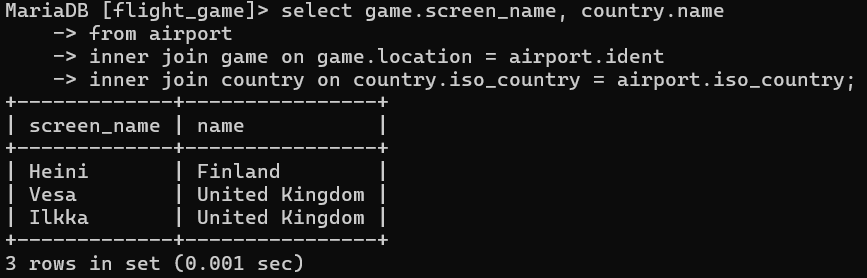 MariaDB [flight_game]> select game.screen_name, country.name
    -> from airport
    -> inner join game on game.location = airport.ident
    -> inner join country on country.iso_country = airport.iso_country;
+-------------+----------------+
| screen_name | name           |
+-------------+----------------+
| Heini       | Finland        |
| Vesa        | United Kingdom |
| Ilkka       | United Kingdom |
+-------------+----------------+
3 rows in set (0.001 sec)